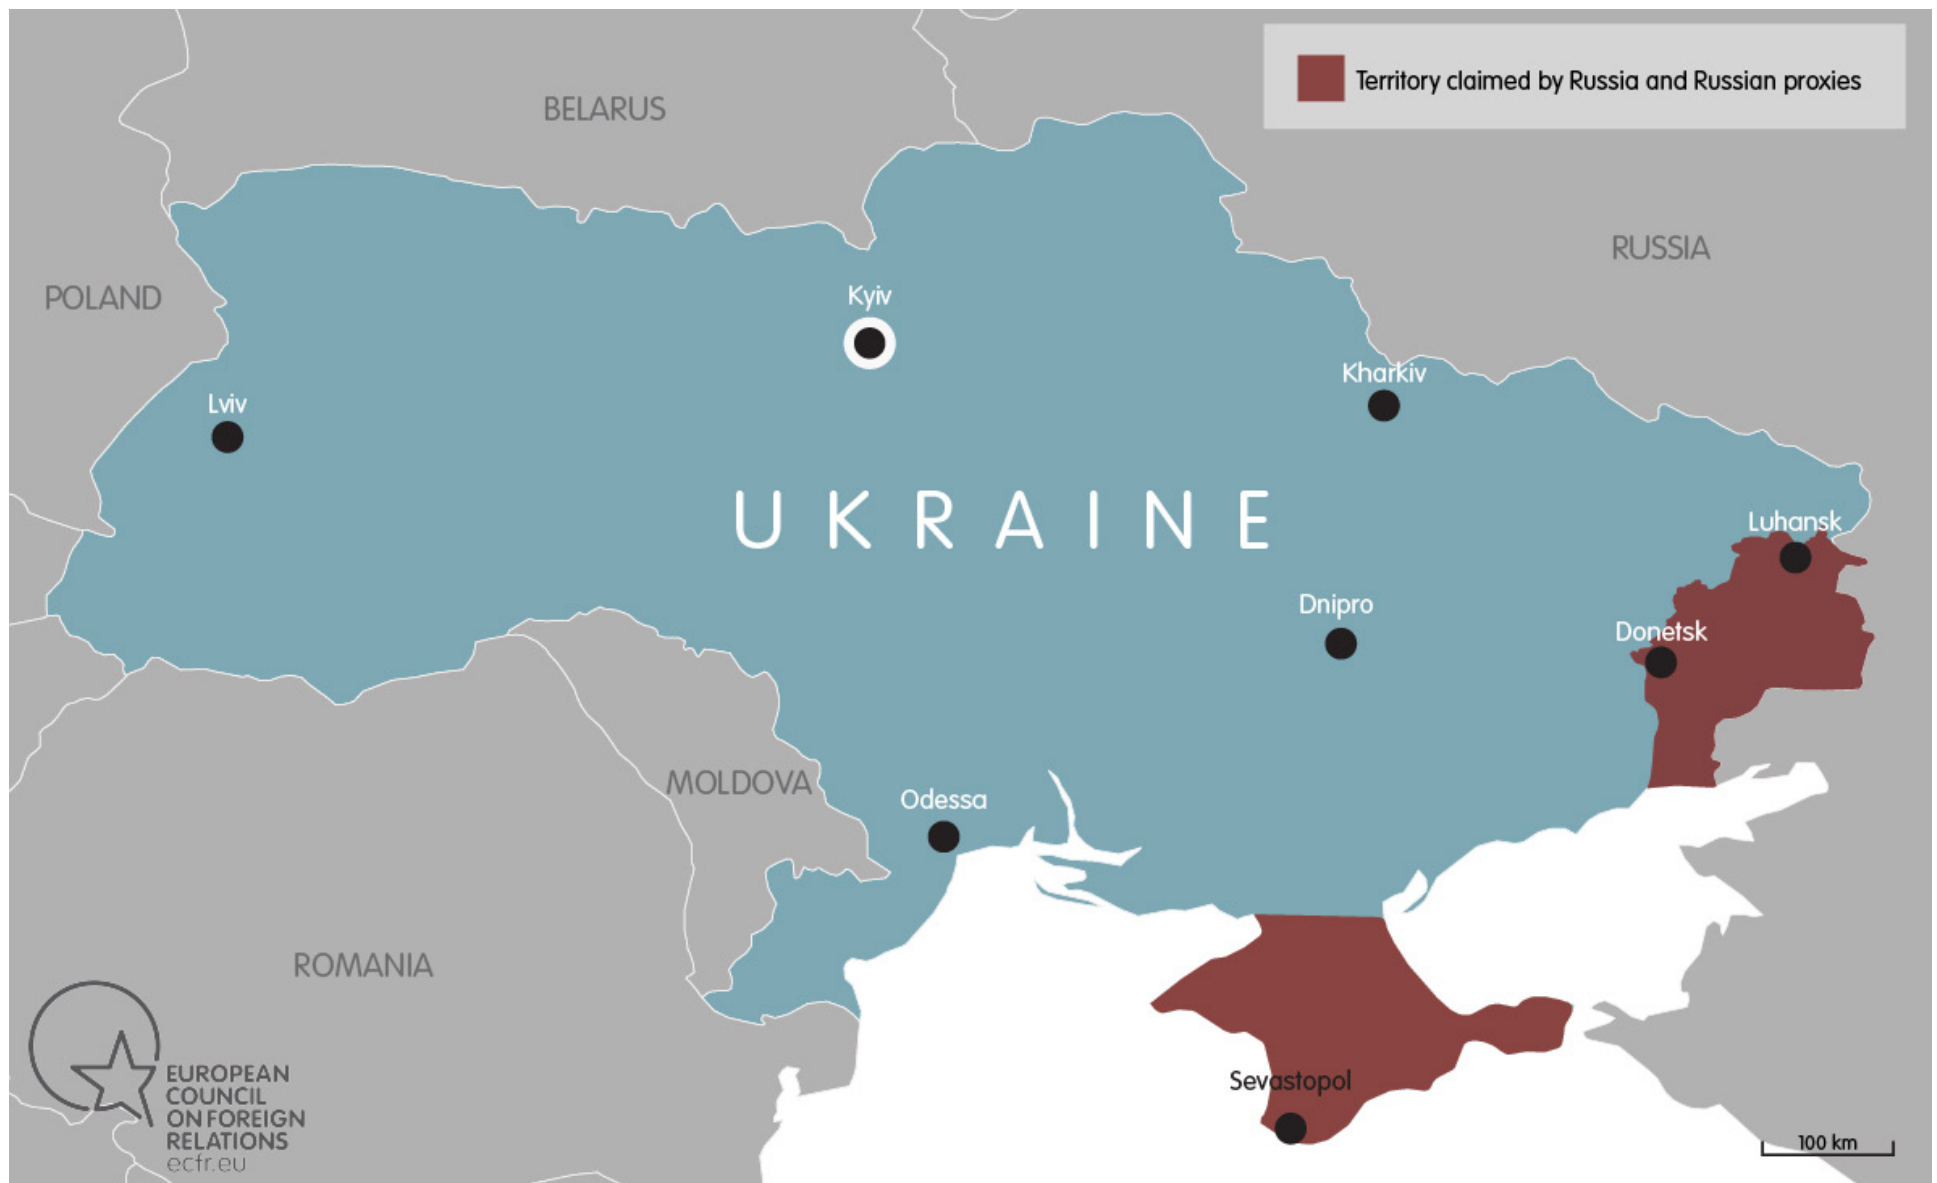 Territory claimed by Russia and Russian proxies
BELARUS
RUSSIA
POLAND
Kyiv
Kharkiv
Lviv
UKRAINE
Luhansk
Dnipro
Donetsk
MOLDOVA
Odessa
ROMANIA
Sevastopol
EUROPEAN
COUNCIL
ON FOREIGN
RELATIONS
ecfr.eu
100 km